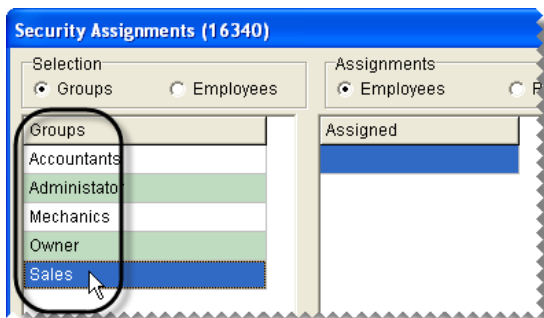 Security Assignments (16340)
Selection
Groups
Employees
Assignments
Employees
Groups
Accountants
Administator
Mechanics
Owner
Sales
Assigned